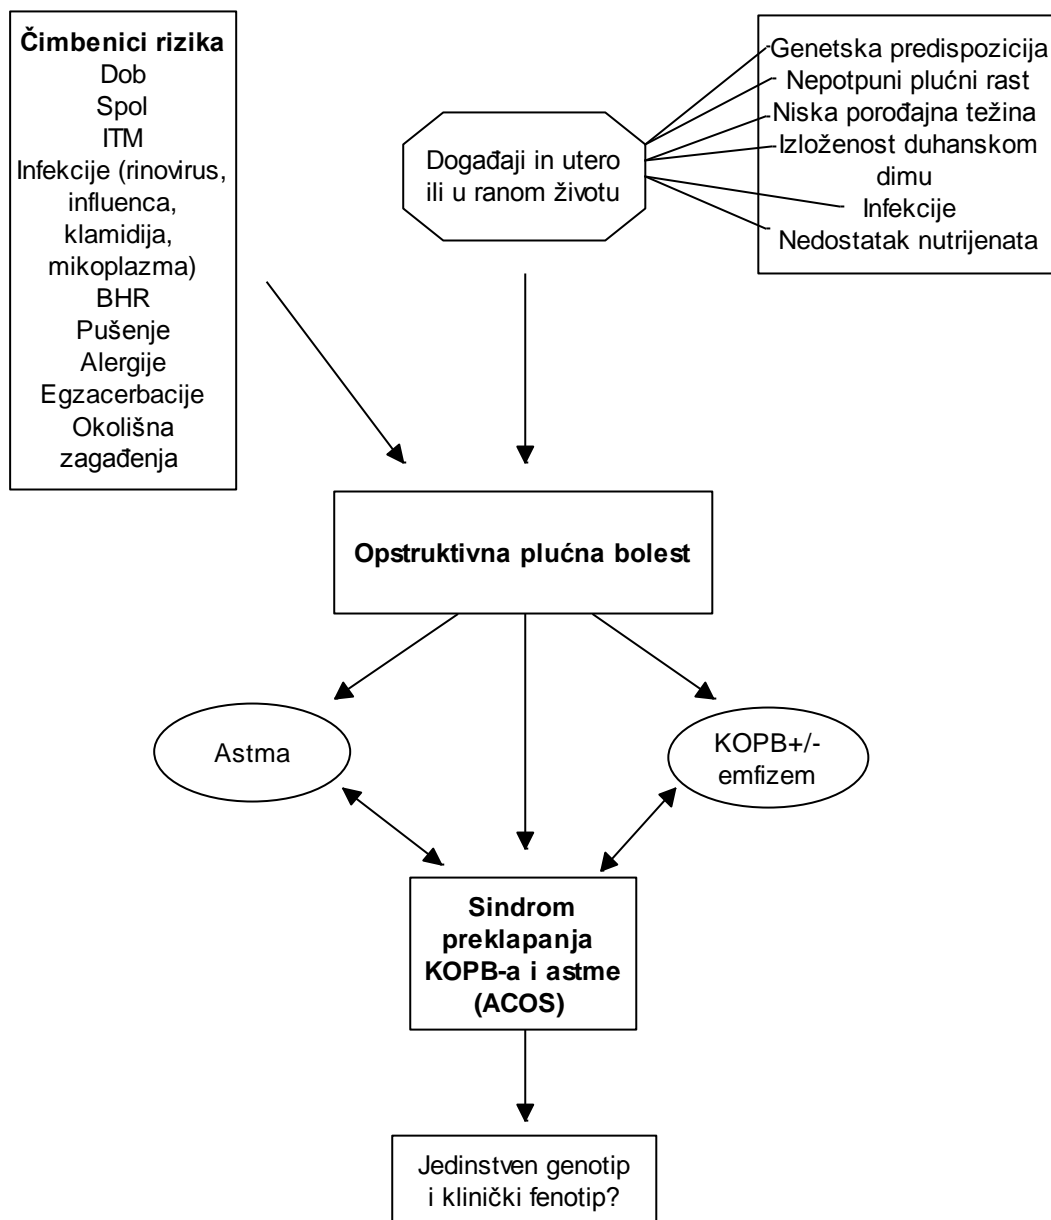 Čimbenici rizika
Dob
Spol
ITM
Infekcije (rinovirus,
influenca,
klamidija,
mikoplazma)
BHR
Pušenje
Alergije
Egzacerbacije
Okolišna
zagađenja
Događaji in utero
ili u ranom životu
Genetska predispozicija
Nepotpuni plućni rast
Niska porođajna težina
Izloženost duhanskom
dimu
Infekcije
Nedostatak nutrijenata
Opstruktivna plućna bolest
Astma
KOPB+/-
emfizem
Sindrom
preklapanja
KOPB-a i astme
(ACOS)
Jedinstven genotip
i klinički fenotip?